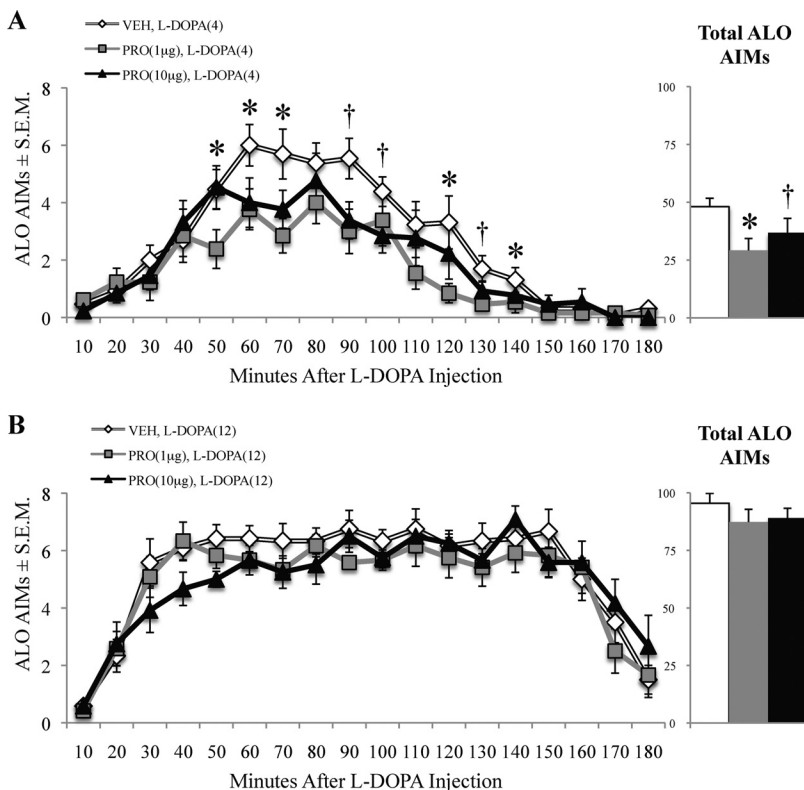 A
VEH, L-DOPA(4)
PRO(1µg), L-DOPA(4)
PRO(10µg), L-DOPA(4)
Total ALO
AIMs
ALO AIMs ± S.E.M.
8
6
4
2
0
* * * † † * † *
10 20 30 40 50 60 70 80 90 100 110 120 130 140 150 160 170 180
Minutes After L-DOPA Injection
100
75
50
25
0
* †
B
VEH, L-DOPA(12)
PRO(1µg), L-DOPA(12)
PRO(10µg), L-DOPA(12)
Total ALO
AIMs
ALO AIMs ± S.E.M.
8
6
4
2
0
10 20 30 40 50 60 70 80 90 100 110 120 130 140 150 160 170 180
Minutes After L-DOPA Injection
100
75
50
25
0